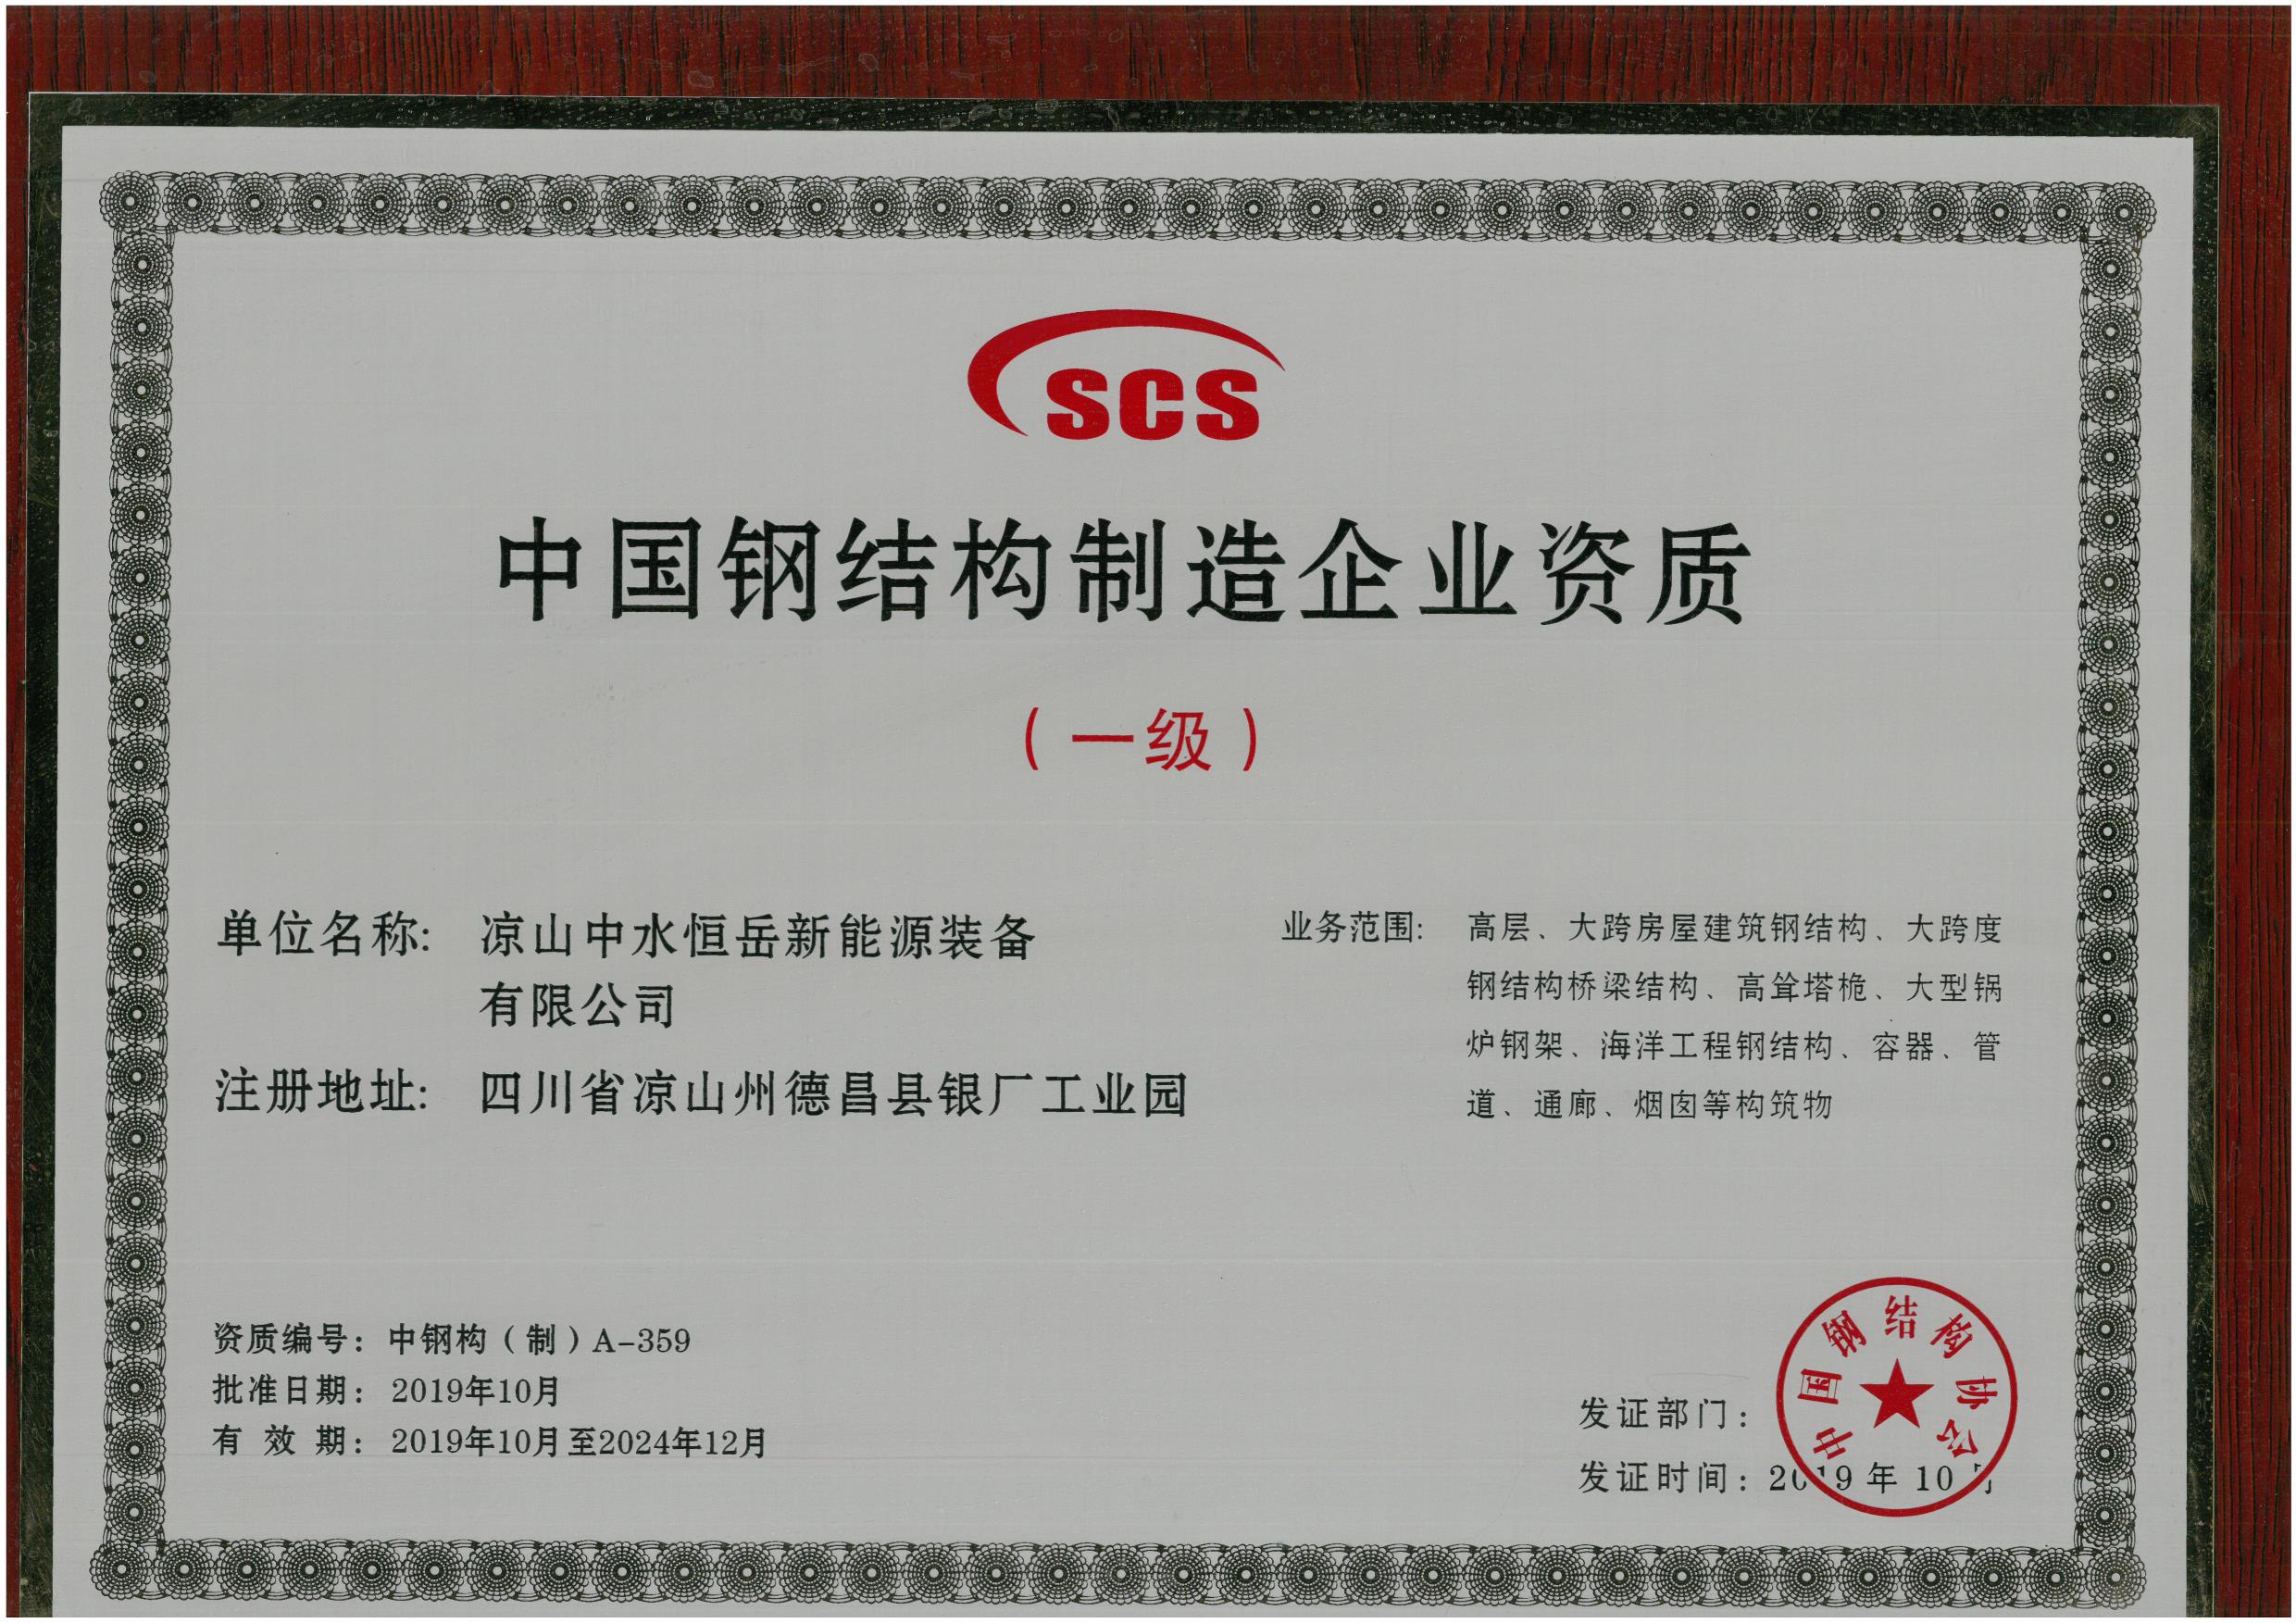 SCS
中国钢结构制造企业资质
（一级）
单位名称: 凉山中水恒岳新能源装备
有限公司
注册地址: 四川省凉山州德昌县银厂工业园
业务范围: 高层、大跨房屋建筑钢结构、大跨度
钢结构桥梁结构、高耸塔桅、大型锅
炉钢架、海洋工程钢结构、容器、管
道、通廊、烟囱等构筑物
资质编号：中钢构（制）A-359
批准日期： 2019年10月
有 效 期： 2019年10月至2024年12月
发证部门：
中国钢结构协会
发证时间：2019 年 10 月